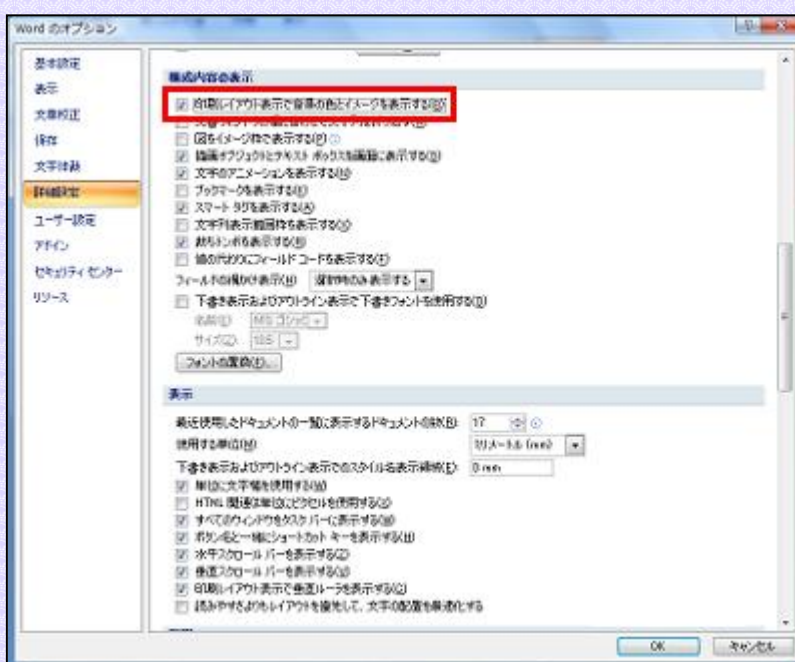 Word のオプション
基本設定
表示
文章校正
保存
文字体裁
詳細設定
ユーザー設定
アドイン
セキュリティ センター
リソース
構成内容の表示
印刷レイアウト表示で背景の色とイメージを表示する(B)
図をイメージ枠で表示する(P)
描画オブジェクトとテキスト ボックスを画面に表示する(D)
文字のアニメーションを表示する(N)
ブックマークを表示する(K)
スマート タグを表示する(A)
文字列表示範囲枠を表示する(X)
裁ちトンボを表示する(R)
値の代わりにフィールド コードを表示する(F)
フィールドの網かけ表示(H) 選択時のみ表示する
下書き表示およびアウトライン表示で下書きフォントを使用する(D)
名前(E) MS ゴシック
サイズ(Z) 10.5
フォントの置換(F)...
表示
最近使用したドキュメントの一覧に表示するドキュメントの数(R): 17
使用する単位(M) ミリメートル (mm)
下書き表示およびアウトライン表示でのスタイル名表示領域(E): 0 mm
単位に文字幅を使用する(W)
HTML 関連は単位にピクセルを使用する(X)
すべてのウィンドウをタスク バーに表示する(W)
ボタン名と一緒にショートカット キーを表示する(H)
水平スクロール バーを表示する(Z)
垂直スクロール バーを表示する(V)
印刷レイアウト表示で垂直ルーラを表示する(C)
読みやすさよりもレイアウトを優先して、文字の配置を最適化する
OK キャンセル